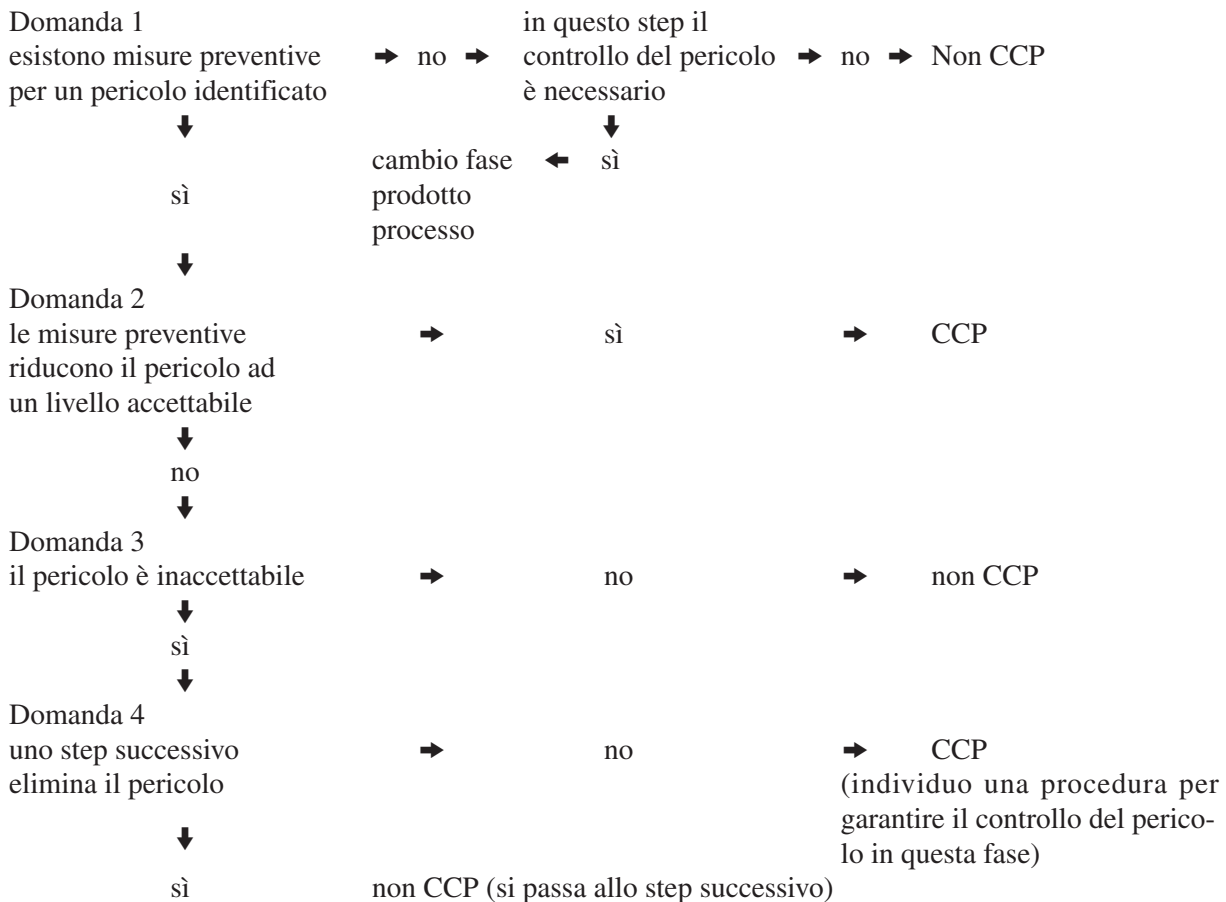 Domanda 1
esistono misure preventive
per un pericolo identificato
no
in questo step il
controllo del pericolo
è necessario
no
Non CCP
sì
cambio fase
prodotto
processo
sì
Domanda 2
le misure preventive
riducono il pericolo ad
un livello accettabile
sì
CCP
no
Domanda 3
il pericolo è inaccettabile
no
non CCP
sì
Domanda 4
uno step successivo
elimina il pericolo
no
CCP
(individuo una procedura per
garantire il controllo del perico-
lo in questa fase)
sì
non CCP (si passa allo step successivo)